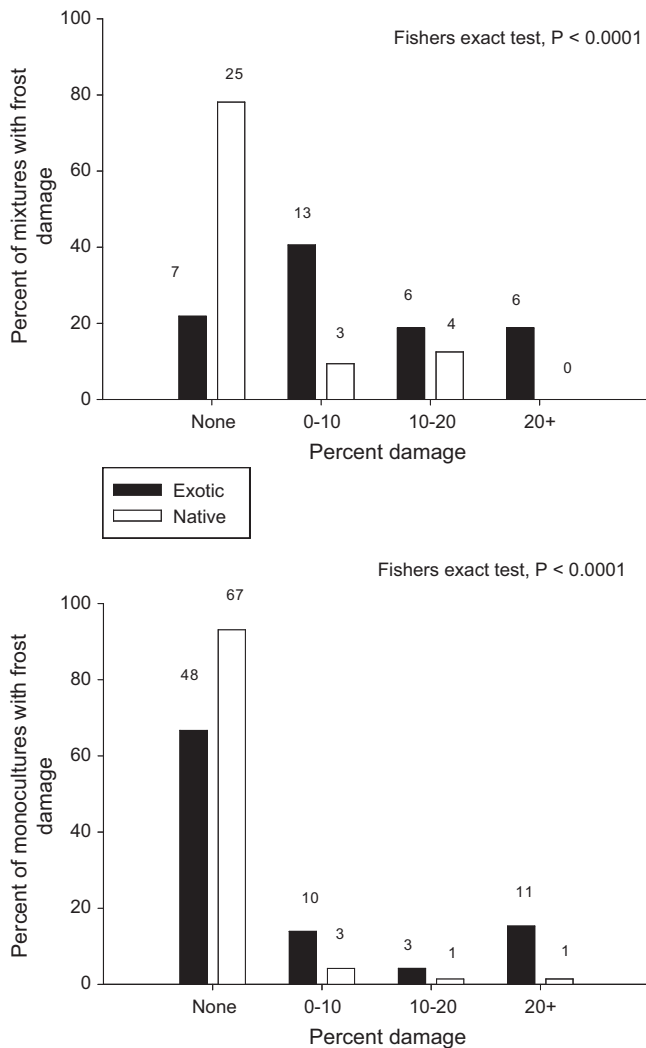 Fishers exact test, P < 0.0001
Percent of mixtures with frost
damage
100
80
60
40
20
0
7
25
13
3
6
4
6
0
None
0-10
10-20
20+
Percent damage
Exotic
Native
Fishers exact test, P < 0.0001
Percent of monocultures with frost
damage
100
80
60
40
20
0
48
67
10
3
3
1
11
1
None
0-10
10-20
20+
Percent damage